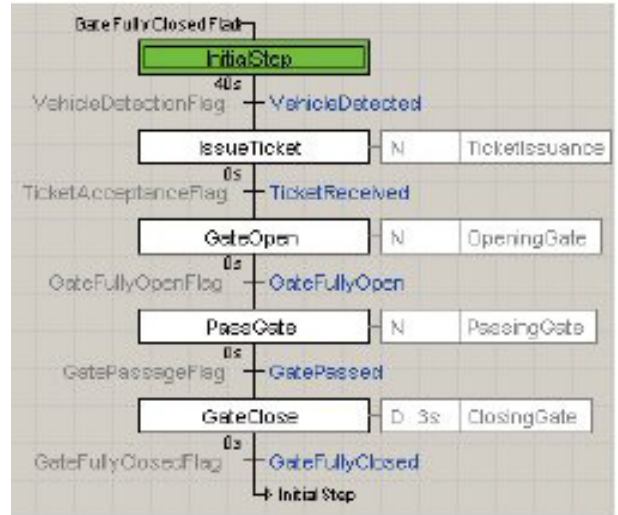 GateFullyClosedFlag
InitialStep
40s
VehicleDetectionFlag VehicleDetected
IssueTicket N TicketIssuance
0s
TicketAcceptanceFlag TicketReceived
GateOpen N OpeningGate
0s
GateFullyOpenFlag GateFullyOpen
PassGate N PassingGate
0s
GatePassageFlag GatePassed
GateClose D 3s ClosingGate
0s
GateFullyClosedFlag GateFullyClosed
Initial Step